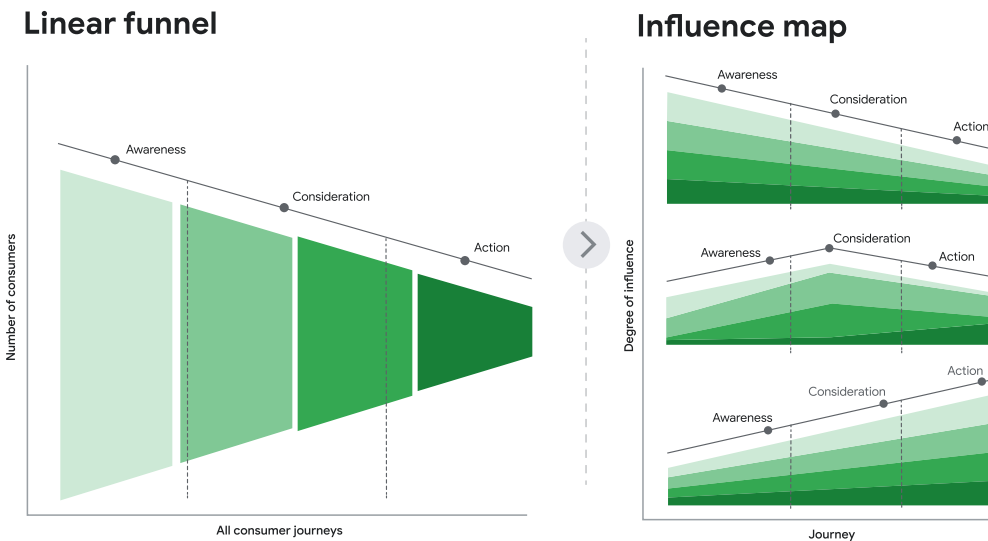 Linear funnel
Awareness
Consideration
Action
Number of consumers
All consumer journeys
Influence map
Awareness
Consideration
Action
Awareness
Consideration
Action
Degree of influence
Action
Consideration
Awareness
Journey